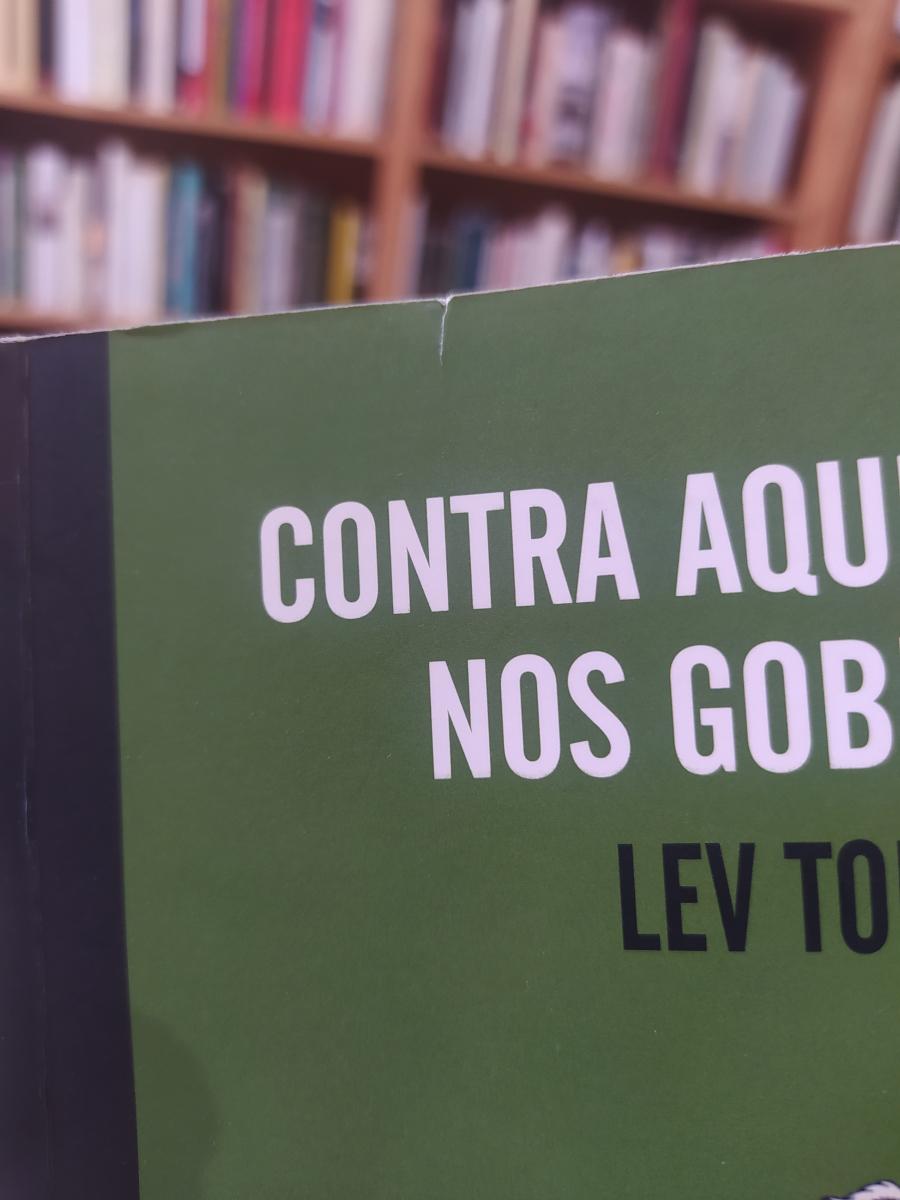 CONTRA AQU
NOS GOB
LEV TO